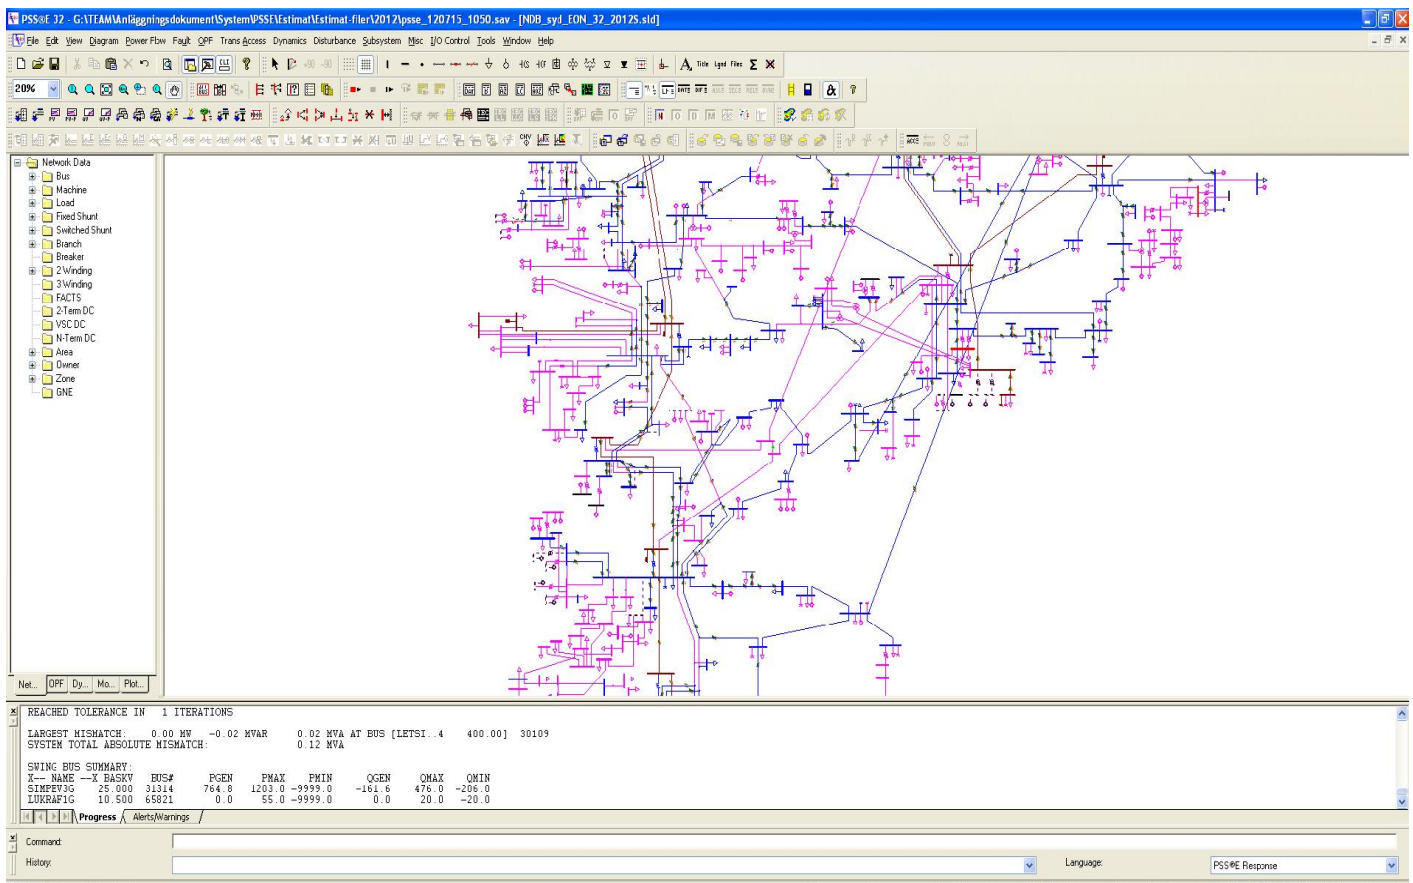 PSS®E 32 - G:\TEAM\Anläggningsdokument\System\PSSE\Estimat\Estimat-filer\2012\psse_120715_1050.sav - [NDB_syd_EON_32_2012S.sld]
File Edit View Diagram Power Flow Fault OPF Trans Access Dynamics Disturbance Subsystem Misc I/O Control Tools Window Help
Title Lgnd Files
20%
Network Data
Bus
Machine
Load
Fixed Shunt
Switched Shunt
Branch
Breaker
2 Winding
3 Winding
FACTS
2-Term DC
VSC DC
N-Term DC
Area
Owner
Zone
GNE
Net... OPF Dy... Mo... Plot...
REACHED TOLERANCE IN 1 ITERATIONS
LARGEST MISMATCH: 0.00 MW -0.02 MVAR 0.02 MVA AT BUS [LETSI..4 400.00] 30109
SYSTEM TOTAL ABSOLUTE MISMATCH: 0.12 MVA
SWING BUS SUMMARY:
X-- NAME --X BASKV BUS# PGEN PMAX PMIN QGEN QMAX QMIN
SIMPEV3G 25.000 31314 764.8 1203.0 -9999.0 -161.6 476.0 -206.0
LUKRAF1G 10.500 65821 0.0 55.0 -9999.0 0.0 20.0 -20.0
Progress Alerts/Warnings
Command:
History: Language: PSS®E Response